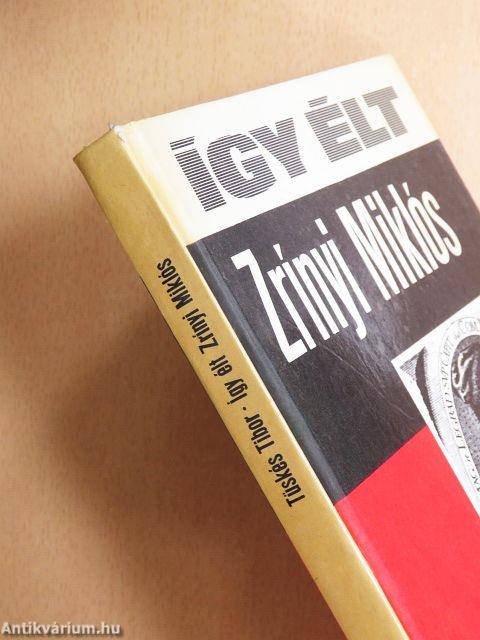 ÍGY ÉLT
Zrínyi Miklós
Tüskés Tibor · Így élt Zrínyi Miklós
Antikvárium.hu